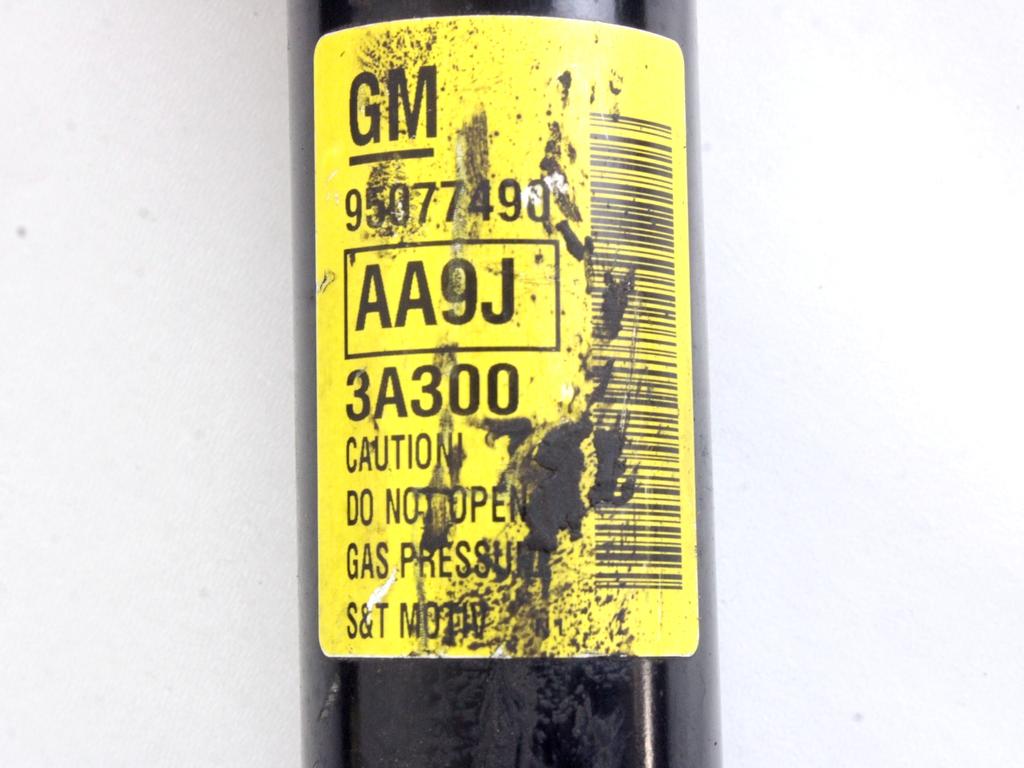 GM
95077490
AA9J
3A300
CAUTION!
DO NOT OPEN
GAS PRESSURE
S&T MOTIV